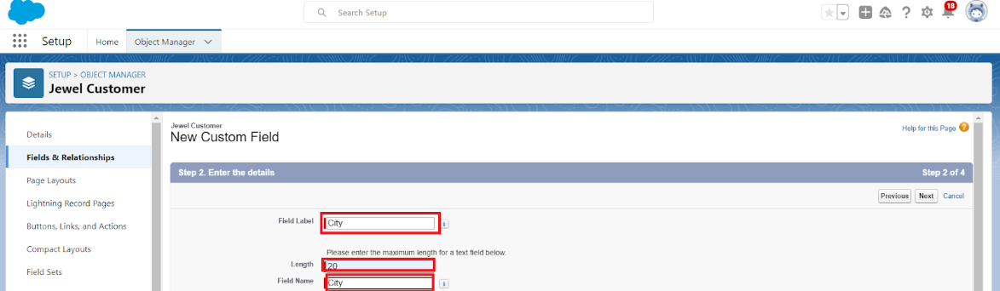 Search Setup
18
Setup
Home
Object Manager
SETUP > OBJECT MANAGER
Jewel Customer
Details
Fields & Relationships
Page Layouts
Lightning Record Pages
Buttons, Links, and Actions
Compact Layouts
Field Sets
Jewel Customer
New Custom Field
Help for this Page ?
Step 2. Enter the details Step 2 of 4
Previous Next Cancel
Field Label City i
Please enter the maximum length for a text field below.
Length 20
Field Name City i